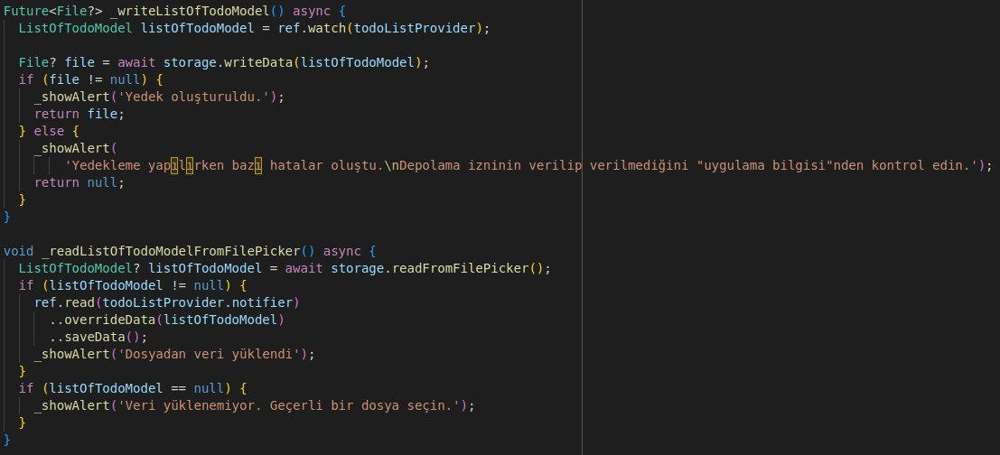 Future<File?> _writeListOfTodoModel() async {
  ListOfTodoModel listOfTodoModel = ref.watch(todoListProvider);

  File? file = await storage.writeData(listOfTodoModel);
  if (file != null) {
    _showAlert('Yedek oluşturuldu.');
    return file;
  } else {
    _showAlert(
        'Yedekleme yapılırken bazı hatalar oluştu.\nDepolama izninin verilip verilmediğini "uygulama bilgisi"nden kontrol edin.');
    return null;
  }
}

void _readListOfTodoModelFromFilePicker() async {
  ListOfTodoModel? listOfTodoModel = await storage.readFromFilePicker();
  if (listOfTodoModel != null) {
    ref.read(todoListProvider.notifier)
      ..overrideData(listOfTodoModel)
      ..saveData();
    _showAlert('Dosyadan veri yüklendi');
  }
  if (listOfTodoModel == null) {
    _showAlert('Veri yüklenemiyor. Geçerli bir dosya seçin.');
  }
}